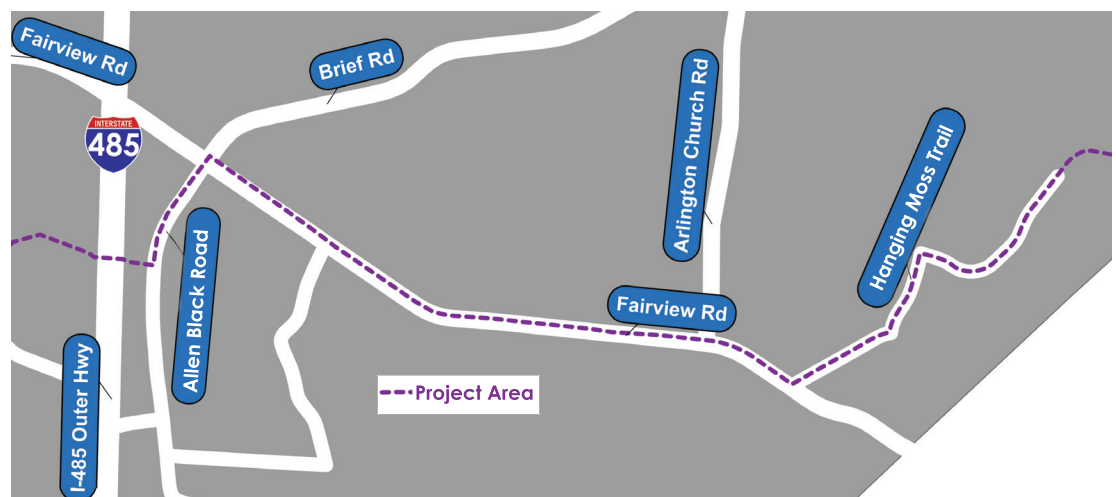 Fairview Rd
Brief Rd
INTERSTATE
485
Arlington Church Rd
Hanging Moss Trail
Allen Black Road
Fairview Rd
I-485 Outer Hwy
Project Area